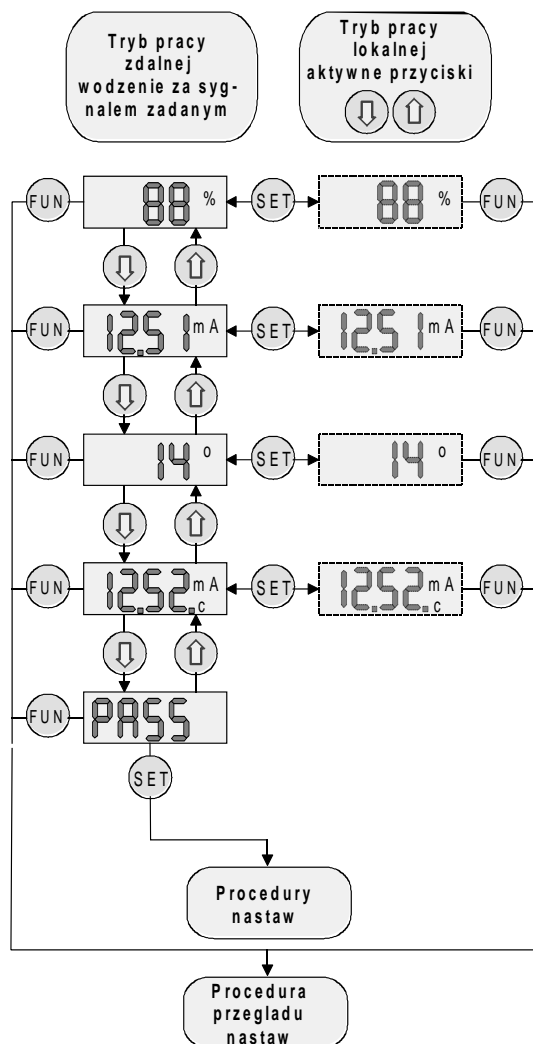 Tryb pracy
zdalnej
wodzenie za syg-
nalem zadanym
Tryb pracy
lokalnej
aktywne przyciski
FUN 88 % SET 88 % FUN
FUN 12.51 mA SET 12.51 mA FUN
FUN 14 o SET 14 o FUN
FUN 12.52. mA c SET 12.52. mA c FUN
FUN PASS
SET
Procedury
nastaw
Procedura
przegladu
nastaw